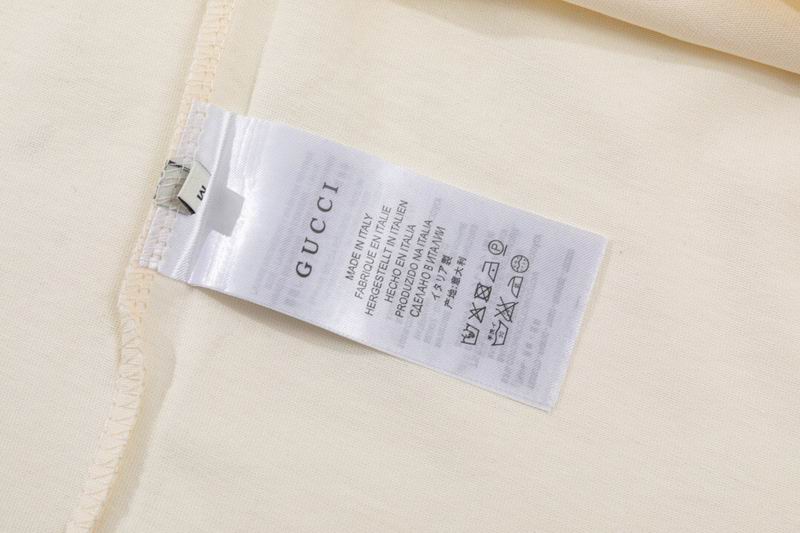 M
GUCCI
MADE IN ITALY
FABRIQUE EN ITALIE
HERGESTELLT IN ITALIEN
HECHO EN ITALIA
PRODUZIDO NA ITALIA
СДЕЛАНО В ИТАЛИИ
イタリア製
产地:意大利